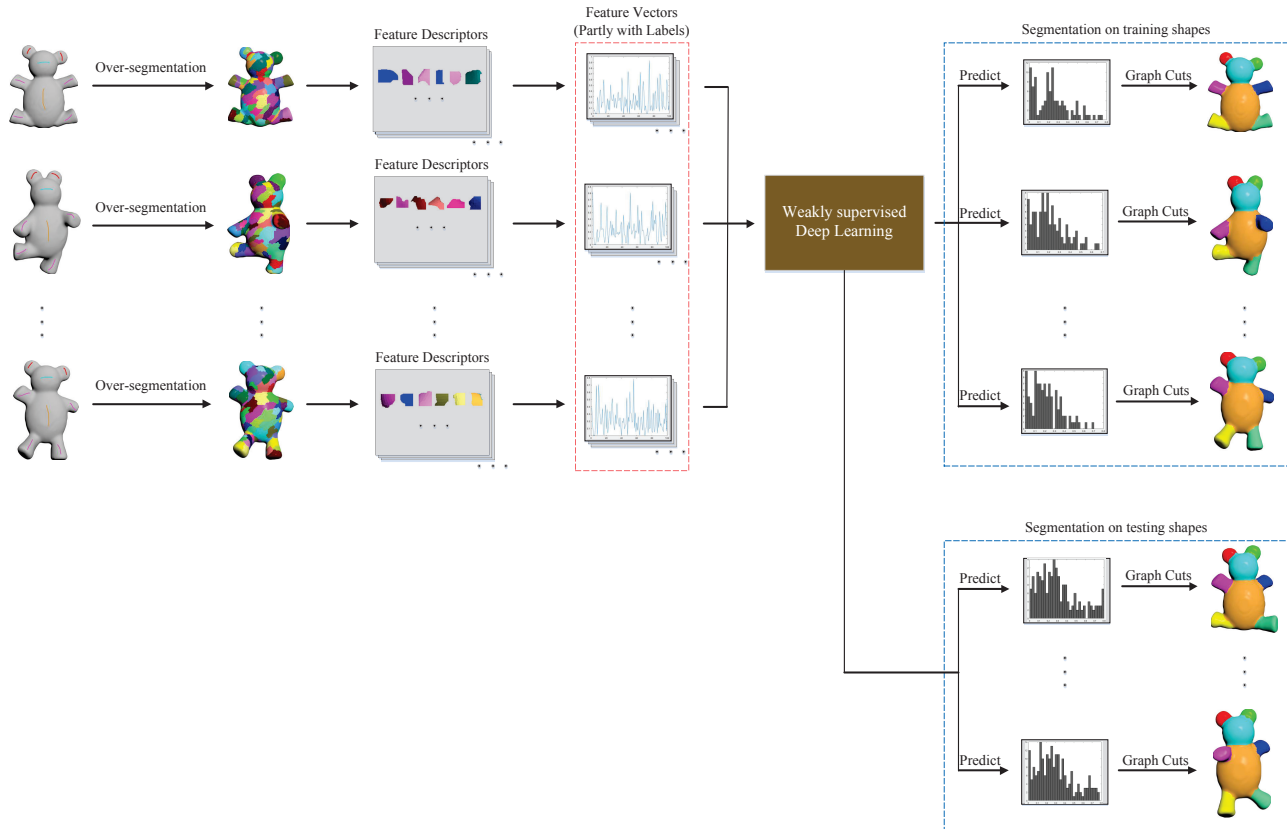 Feature Vectors
(Partly with Labels)
Segmentation on training shapes
Over-segmentation
Feature Descriptors
Predict
Graph Cuts
Over-segmentation
Feature Descriptors
Predict
Graph Cuts
Weakly supervised
Deep Learning
Over-segmentation
Feature Descriptors
Predict
Graph Cuts
Segmentation on testing shapes
Predict
Graph Cuts
Predict
Graph Cuts